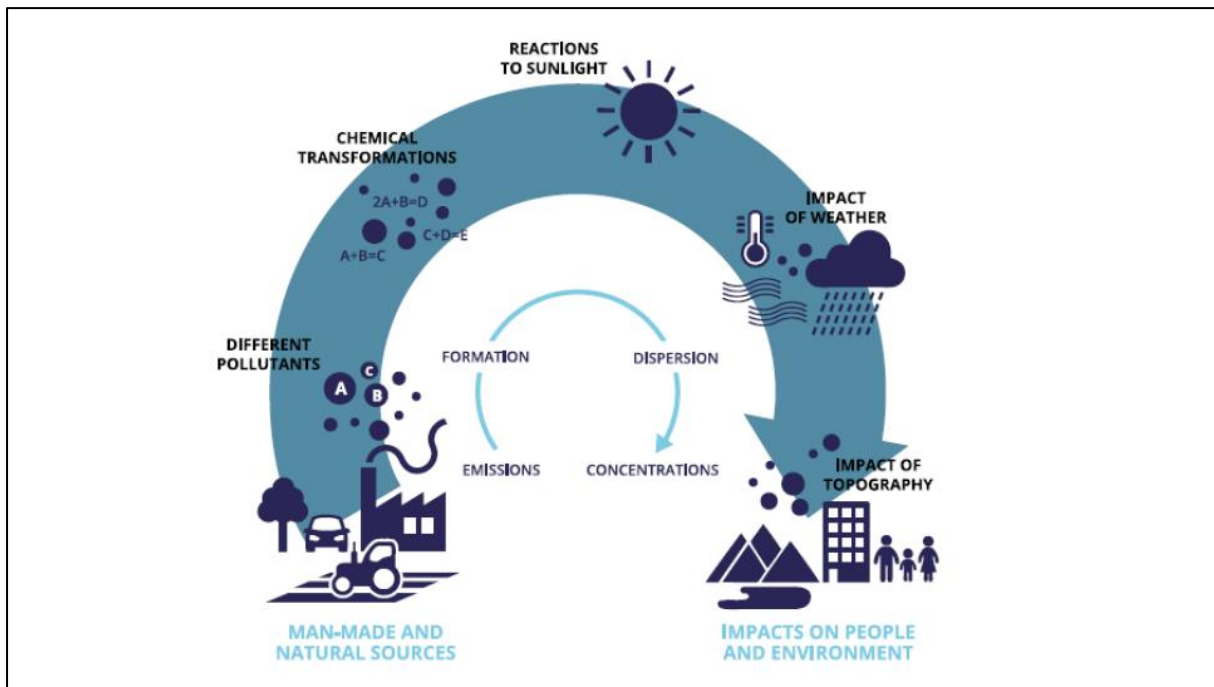 REACTIONS
TO SUNLIGHT
CHEMICAL
TRANSFORMATIONS
2A+B=D
C+D=E
A+B=C
IMPACT
OF WEATHER
DIFFERENT
POLLUTANTS
C
A
B
FORMATION
DISPERSION
EMISSIONS
CONCENTRATIONS
IMPACT OF
TOPOGRAPHY
MAN-MADE AND
NATURAL SOURCES
IMPACTS ON PEOPLE
AND ENVIRONMENT